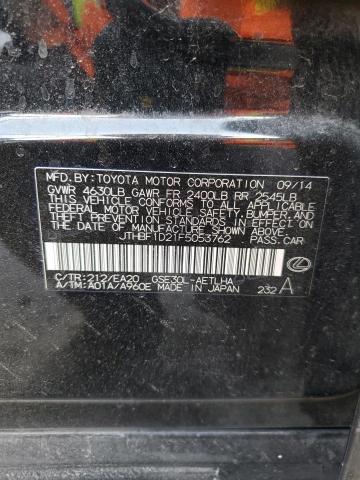 MFD.BY:TOYOTA MOTOR CORPORATION 09/14
GVWR 4630LB GAWR FR 2400LB RR 2545LB
THIS VEHICLE CONFORMS TO ALL APPLICABLE
FEDERAL MOTOR VEHICLE SAFETY, BUMPER, AND
THEFT PREVENTION STANDARDS IN EFFECT ON
THE DATE OF MANUFACTURE SHOWN ABOVE.
JTHBF1D21F5053762 PASS.CAR
C/TR:212/EA20 GSE30L-AETLHA
A/TM:A01A/A960E MADE IN JAPAN 232 A